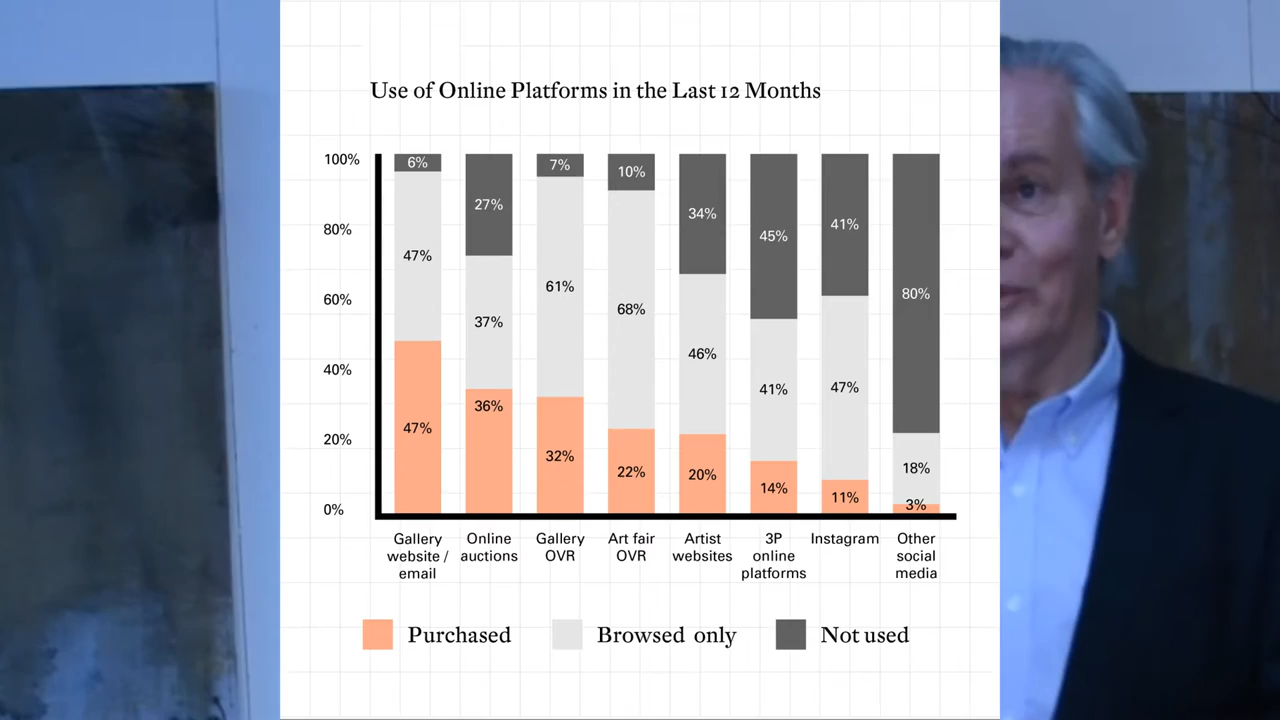 Use of Online Platforms in the Last 12 Months
100%
80%
60%
40%
20%
0%
6%
47%
47%
27%
37%
36%
7%
61%
32%
10%
68%
22%
34%
46%
20%
45%
41%
14%
41%
47%
11%
80%
18%
3%
Gallery
website /
email
Online
auctions
Gallery
OVR
Art fair
OVR
Artist
websites
3P
online
platforms
Instagram
Other
social
media
Purchased
Browsed only
Not used